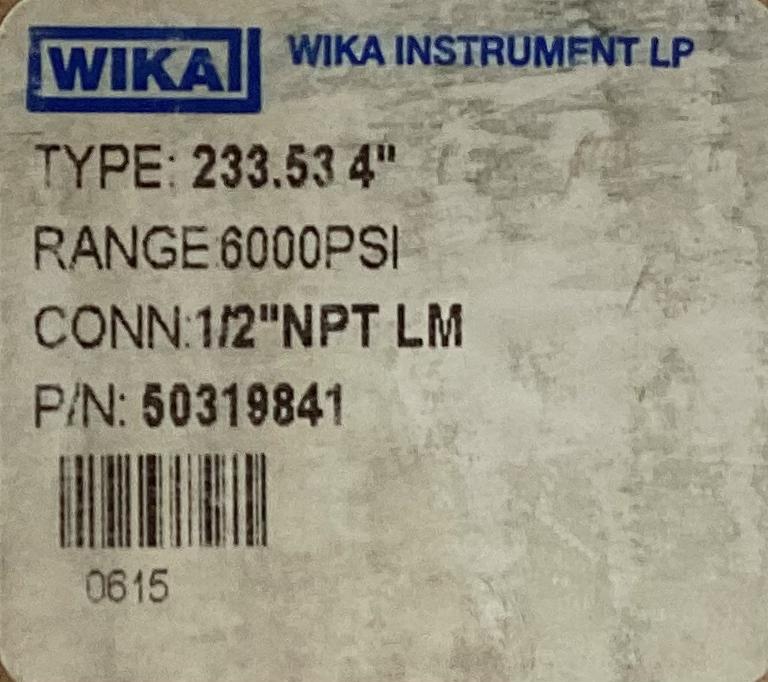 WIKA WIKA INSTRUMENT LP
TYPE: 233.53 4"
RANGE:6000PSI
CONN:1/2"NPT LM
P/N: 50319841
0615